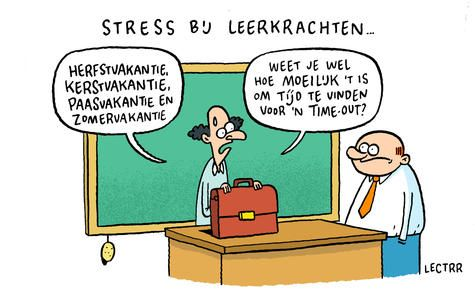 STRESS BIJ LEERKRACHTEN...
HERFSTVAKANTIE,
KERSTVAKANTIE,
PAASVAKANTIE EN
ZOMERVAKANTIE
WEET JE WEL
HOE MOEILIJK 'T IS
OM TIJD TE VINDEN
VOOR 'N TIME-OUT?
LECTRR